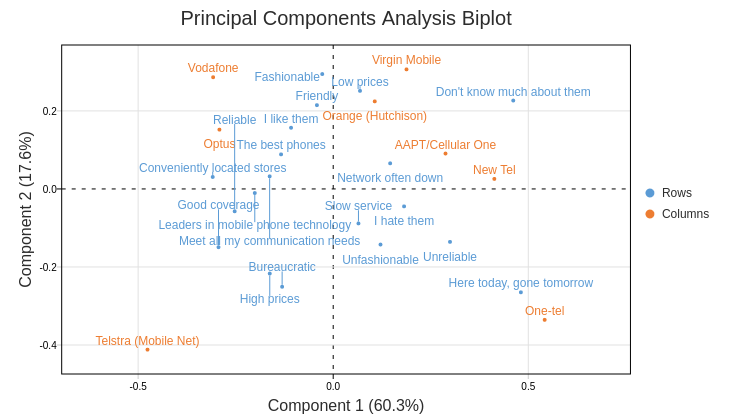 Principal Components Analysis Biplot
Vodafone
Virgin Mobile
Fashionable
Low prices
Friendly
Don't know much about them
0.2
Reliable
I like them
Orange (Hutchison)
Optus
The best phones
AAPT/Cellular One
Conveniently located stores
Network often down
New Tel
0.0
Good coverage
Slow service
Leaders in mobile phone technology
I hate them
Meet all my communication needs
Bureaucratic
Unfashionable
Unreliable
-0.2
High prices
Here today, gone tomorrow
One-tel
Telstra (Mobile Net)
-0.4
-0.5
0.0
0.5
Component 1 (60.3%)
Component 2 (17.6%)
Rows
Columns